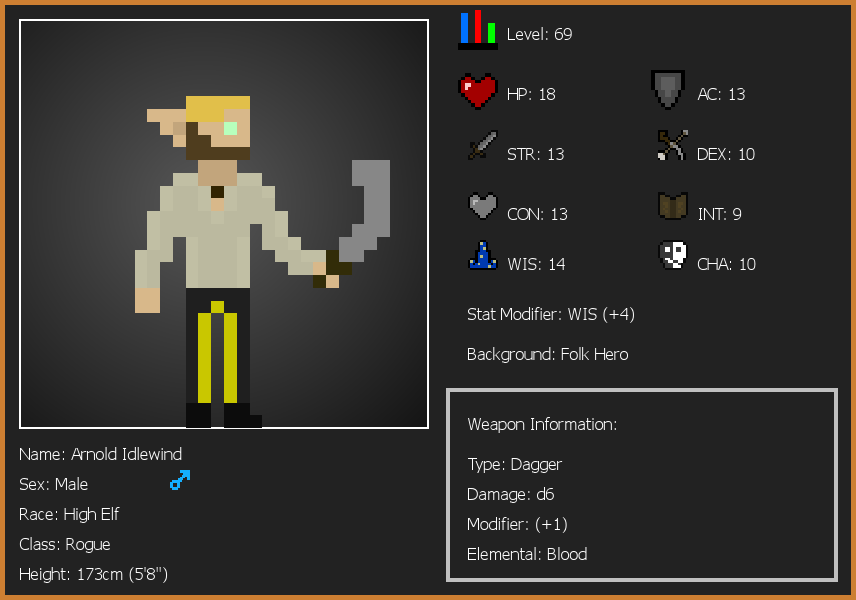 Level: 69
HP: 18
AC: 13
STR: 13
DEX: 10
CON: 13
INT: 9
WIS: 14
CHA: 10
Stat Modifier: WIS (+4)
Background: Folk Hero
Weapon Information:
Type: Dagger
Damage: d6
Modifier: (+1)
Elemental: Blood
Name: Arnold Idlewind
Sex: Male
Race: High Elf
Class: Rogue
Height: 173cm (5'8")